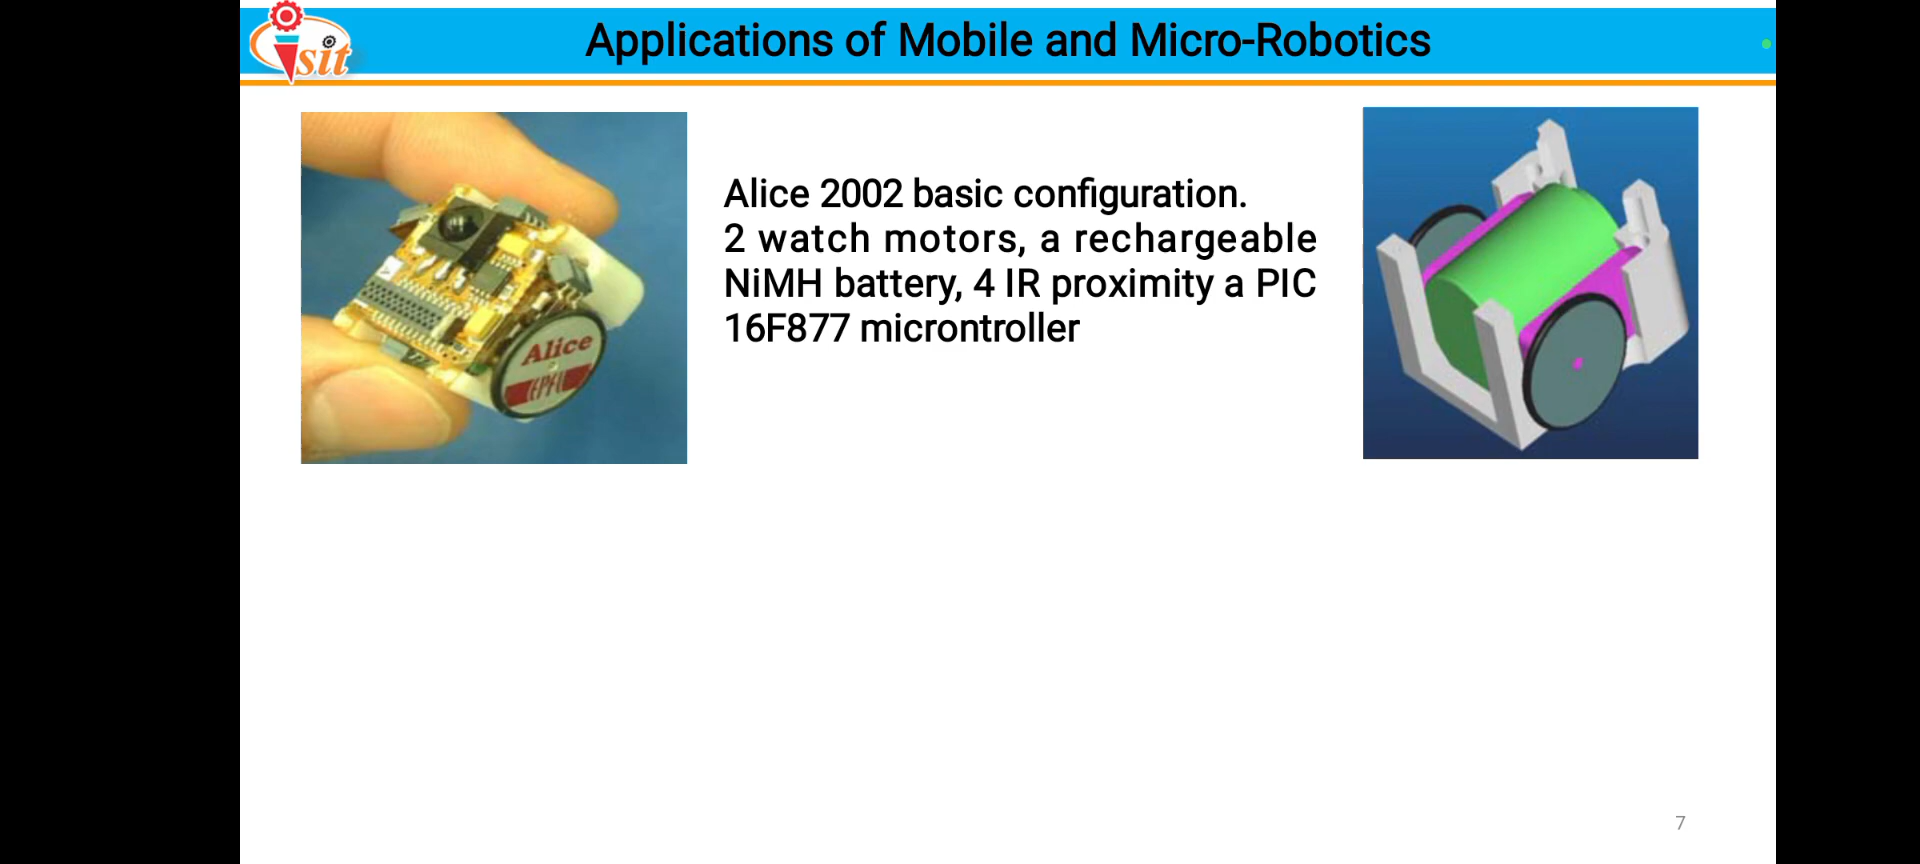 sit
Applications of Mobile and Micro-Robotics
Alice 2002 basic configuration.
2 watch motors, a rechargeable
NiMH battery, 4 IR proximity a PIC
16F877 microntroller
Alice
EPFL
7